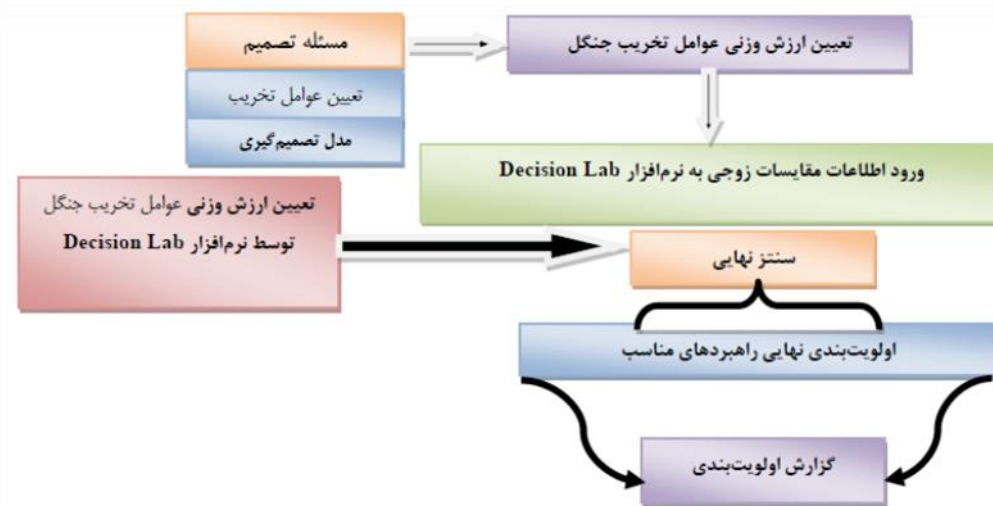 مسئله تصمیم
تعیین ارزش وزنی عوامل تخریب جنگل
تعیین عوامل تخریب
مدل تصمیم‌گیری
ورود اطلاعات مقایسات زوجی به نرم‌افزار Decision Lab
تعیین ارزش وزنی عوامل تخریب جنگل
توسط نرم‌افزار Decision Lab
سنتز نهایی
اولویت‌بندی نهایی راهبردهای مناسب
گزارش اولویت‌بندی